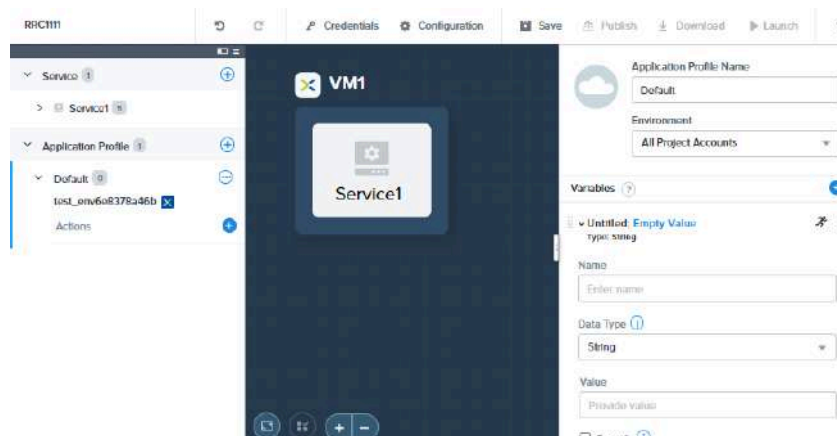 RRC1111
Credentials
Configuration
Save
Publish
Download
Launch
Service 1
Service1 5
Application Profile 1
Default 0
test_env6e8378a46b
Actions
VM1
Service1
Application Profile Name
Default
Environment
All Project Accounts
Variables ?
Untitled: Empty Value
Type: String
Name
Enter name
Data Type i
String
Value
Provide value